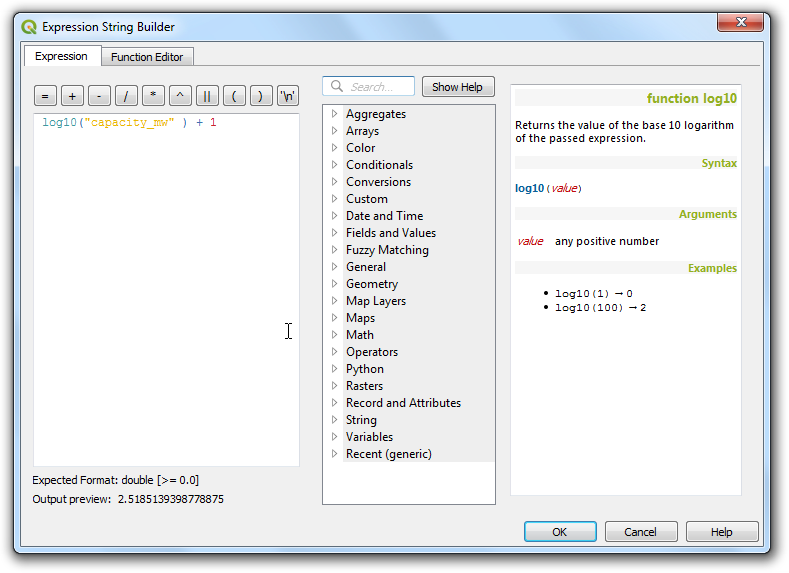 Expression String Builder
Expression
Function Editor
= + - / * ^ || ( ) '\n'
Search...
Show Help
log10("capacity_mw" ) + 1
Expected Format: double [>= 0.0]
Output preview: 2.5185139398778875
Aggregates
Arrays
Color
Conditionals
Conversions
Custom
Date and Time
Fields and Values
Fuzzy Matching
General
Geometry
Map Layers
Maps
Math
Operators
Python
Rasters
Record and Attributes
String
Variables
Recent (generic)
function log10
Returns the value of the base 10 logarithm
of the passed expression.
Syntax
log10(value)
Arguments
value any positive number
Examples
• log10(1) → 0
• log10(100) → 2
OK
Cancel
Help